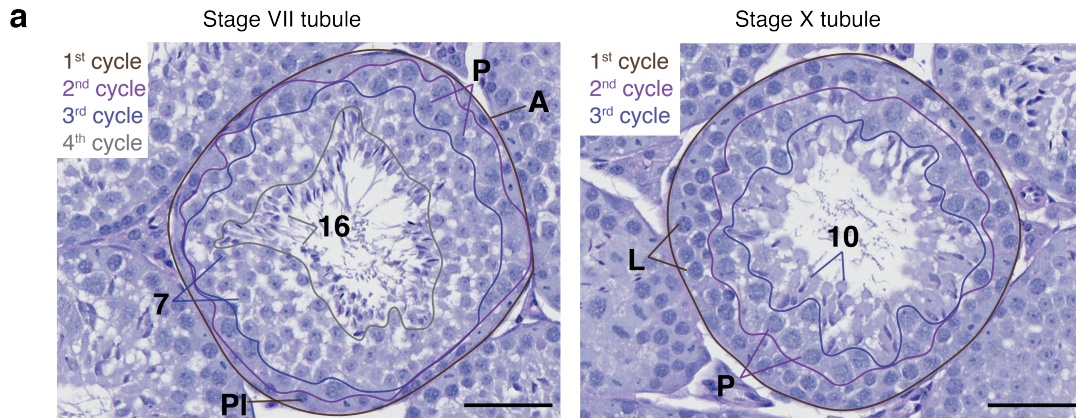 a
Stage VII tubule
Stage X tubule
1st cycle
2nd cycle
3rd cycle
4th cycle
P
A
16
7
Pl
1st cycle
2nd cycle
3rd cycle
L
10
P